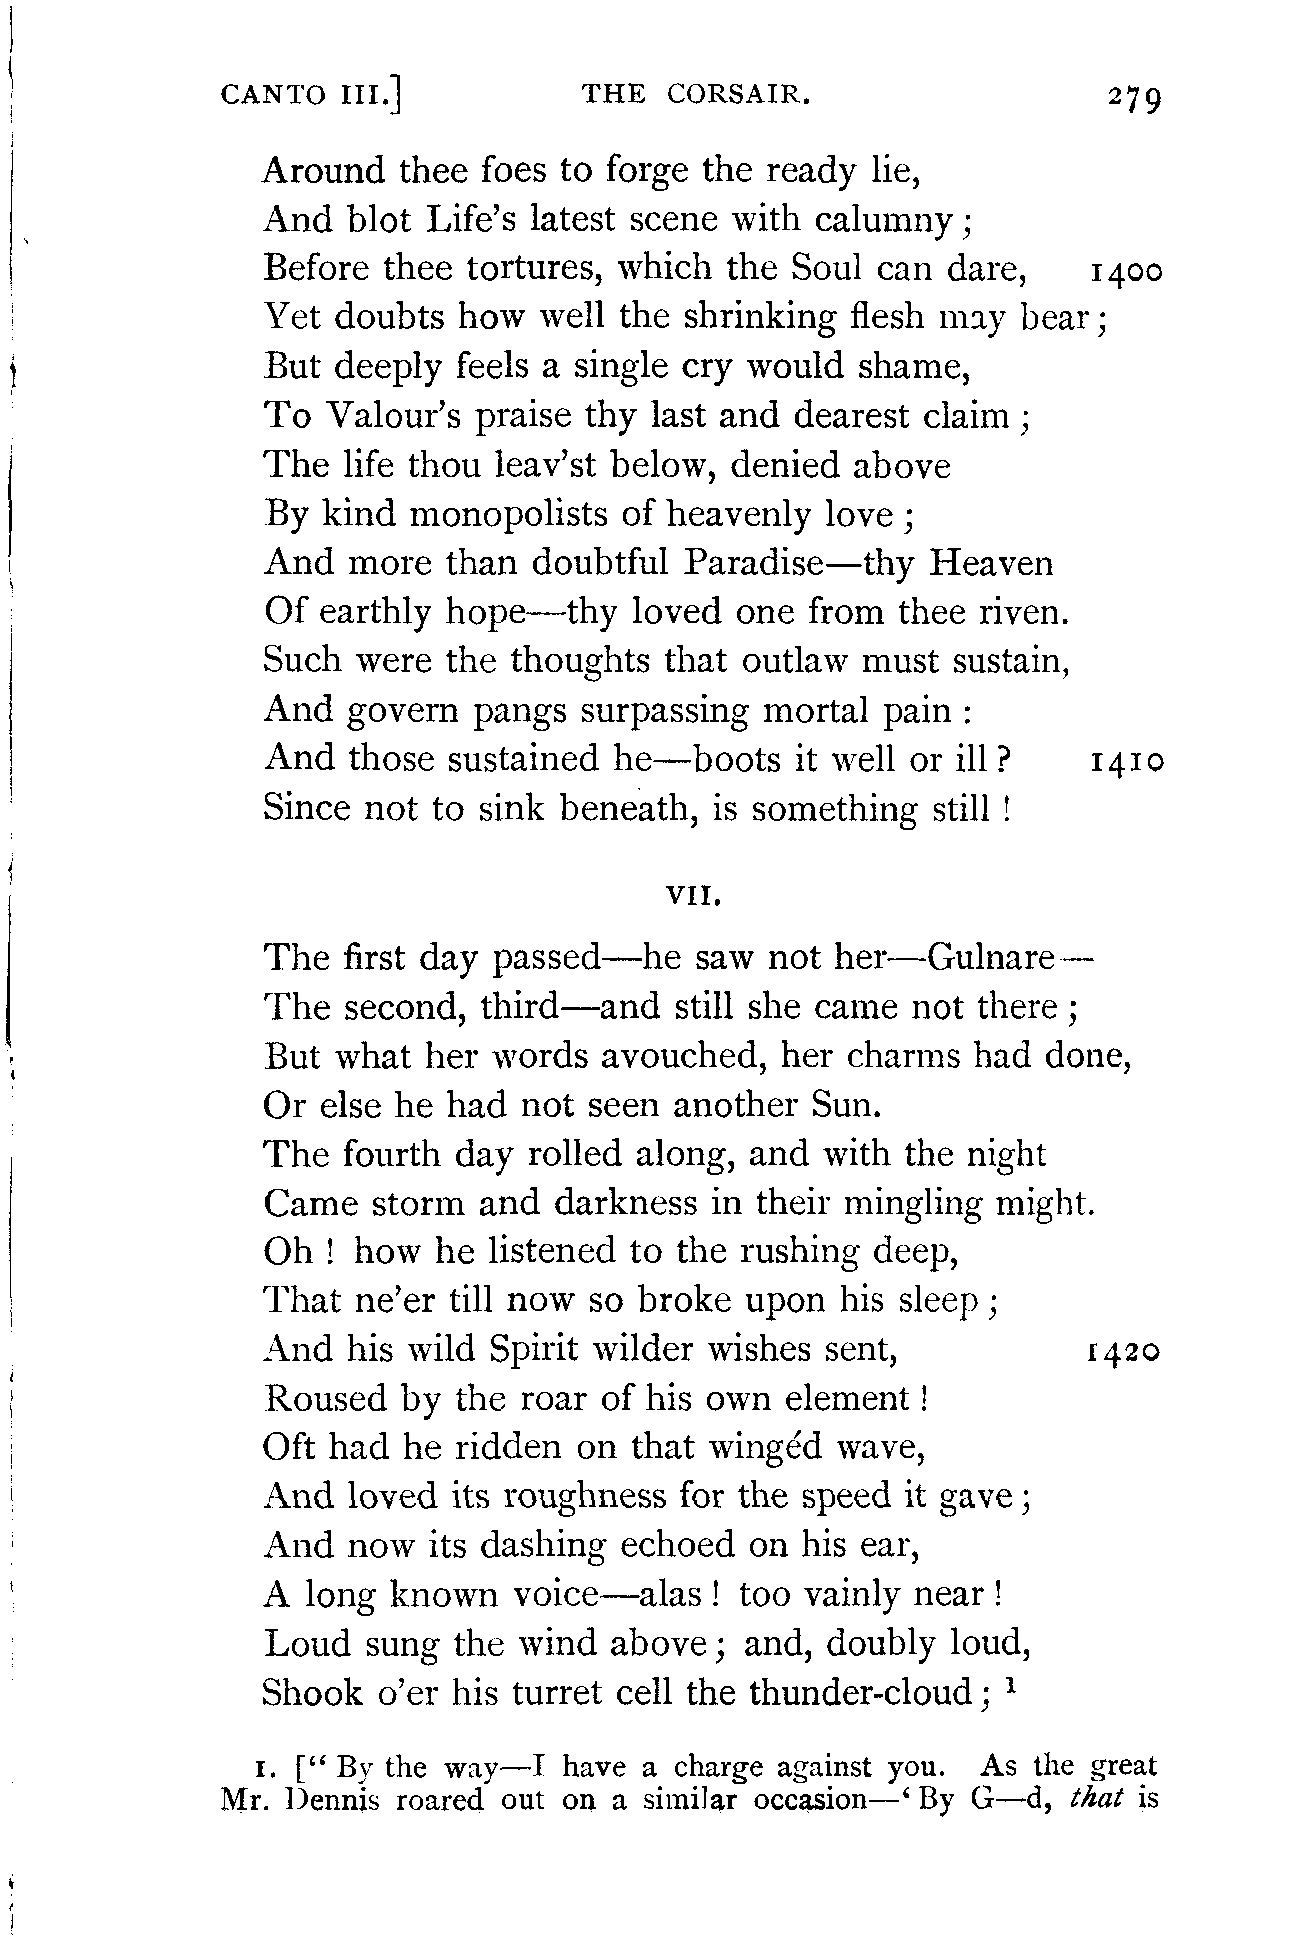 CANTO III.] THE CORSAIR. 279
Around thee foes to forge the ready lie,
And blot Life's latest scene with calumny;
Before thee tortures, which the Soul can dare, 1400
Yet doubts how well the shrinking flesh may bear;
But deeply feels a single cry would shame,
To Valour's praise thy last and dearest claim;
The life thou leav'st below, denied above
By kind monopolists of heavenly love;
And more than doubtful Paradise—thy Heaven
Of earthly hope—thy loved one from thee riven.
Such were the thoughts that outlaw must sustain,
And govern pangs surpassing mortal pain:
And those sustained he—boots it well or ill? 1410
Since not to sink beneath, is something still!
VII.
The first day passed—he saw not her—Gulnare—
The second, third—and still she came not there;
But what her words avouched, her charms had done,
Or else he had not seen another Sun.
The fourth day rolled along, and with the night
Came storm and darkness in their mingling might.
Oh! how he listened to the rushing deep,
That ne'er till now so broke upon his sleep;
And his wild Spirit wilder wishes sent, 1420
Roused by the roar of his own element!
Oft had he ridden on that wingéd wave,
And loved its roughness for the speed it gave;
And now its dashing echoed on his ear,
A long known voice—alas! too vainly near!
Loud sung the wind above; and, doubly loud,
Shook o'er his turret cell the thunder-cloud; 1
1. [“By the way—I have a charge against you. As the great
Mr. Dennis roared out on a similar occasion—‘By G—d, that is